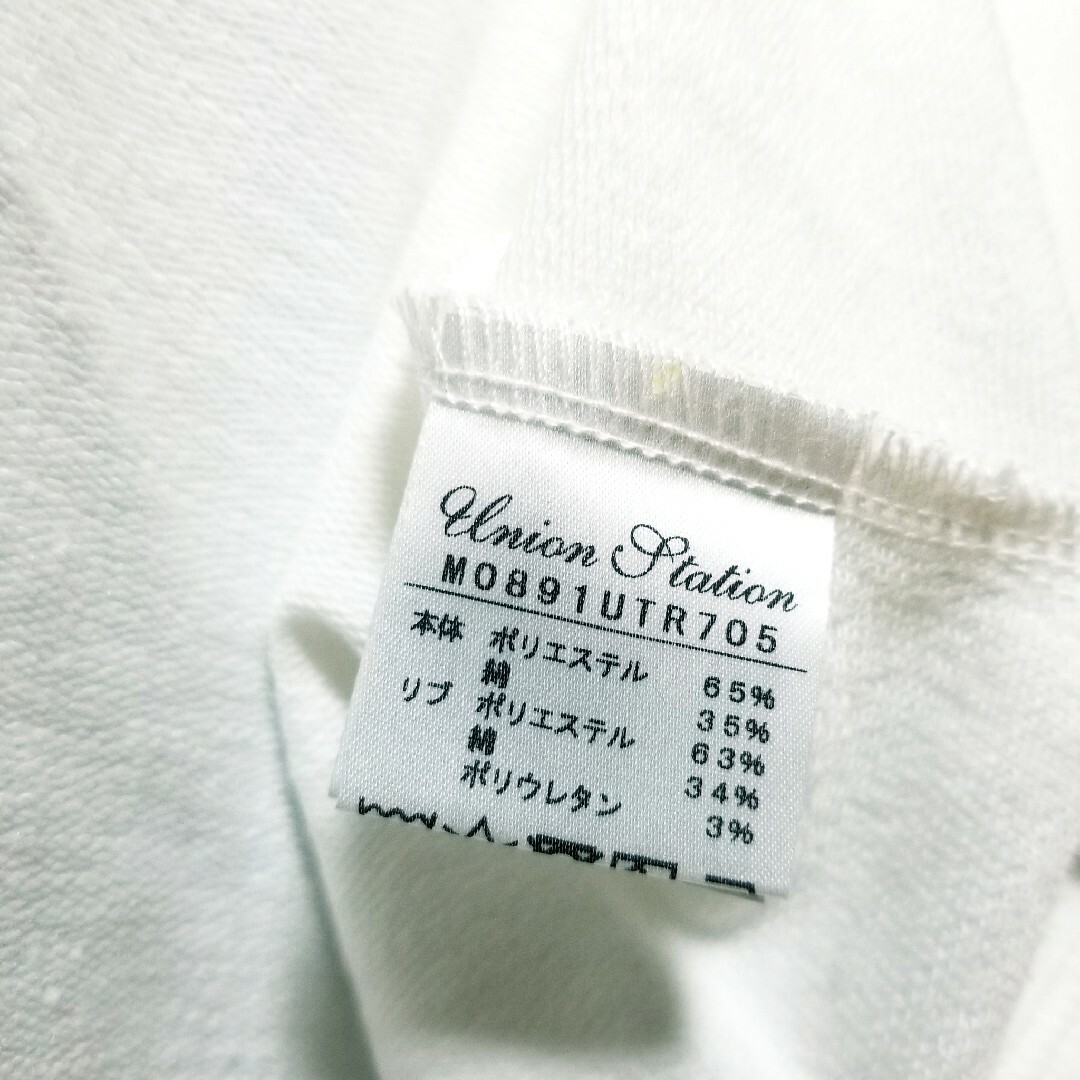 Union Station
M0891UTR705
本体 ポリエステル 65%
綿 35%
リブ ポリエステル 63%
綿 34%
ポリウレタン 3%